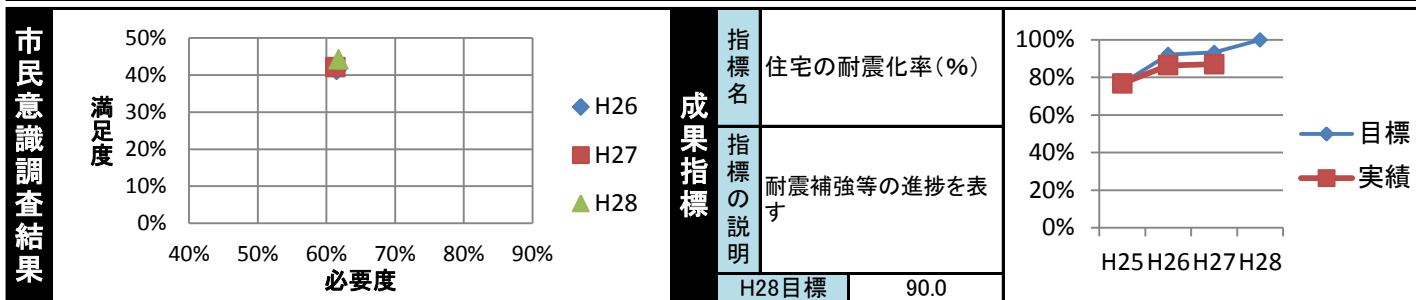 市民意識調査結果
50%
40%
30%
20%
10%
0%
満足度
40% 50% 60% 70% 80% 90%
必要度
H26
H27
H28
成果指標
指標名
住宅の耐震化率(%)
指標の説明
耐震補強等の進捗を表
す
H28目標 90.0
100%
80%
60%
40%
20%
0%
H25 H26 H27 H28
目標
実績